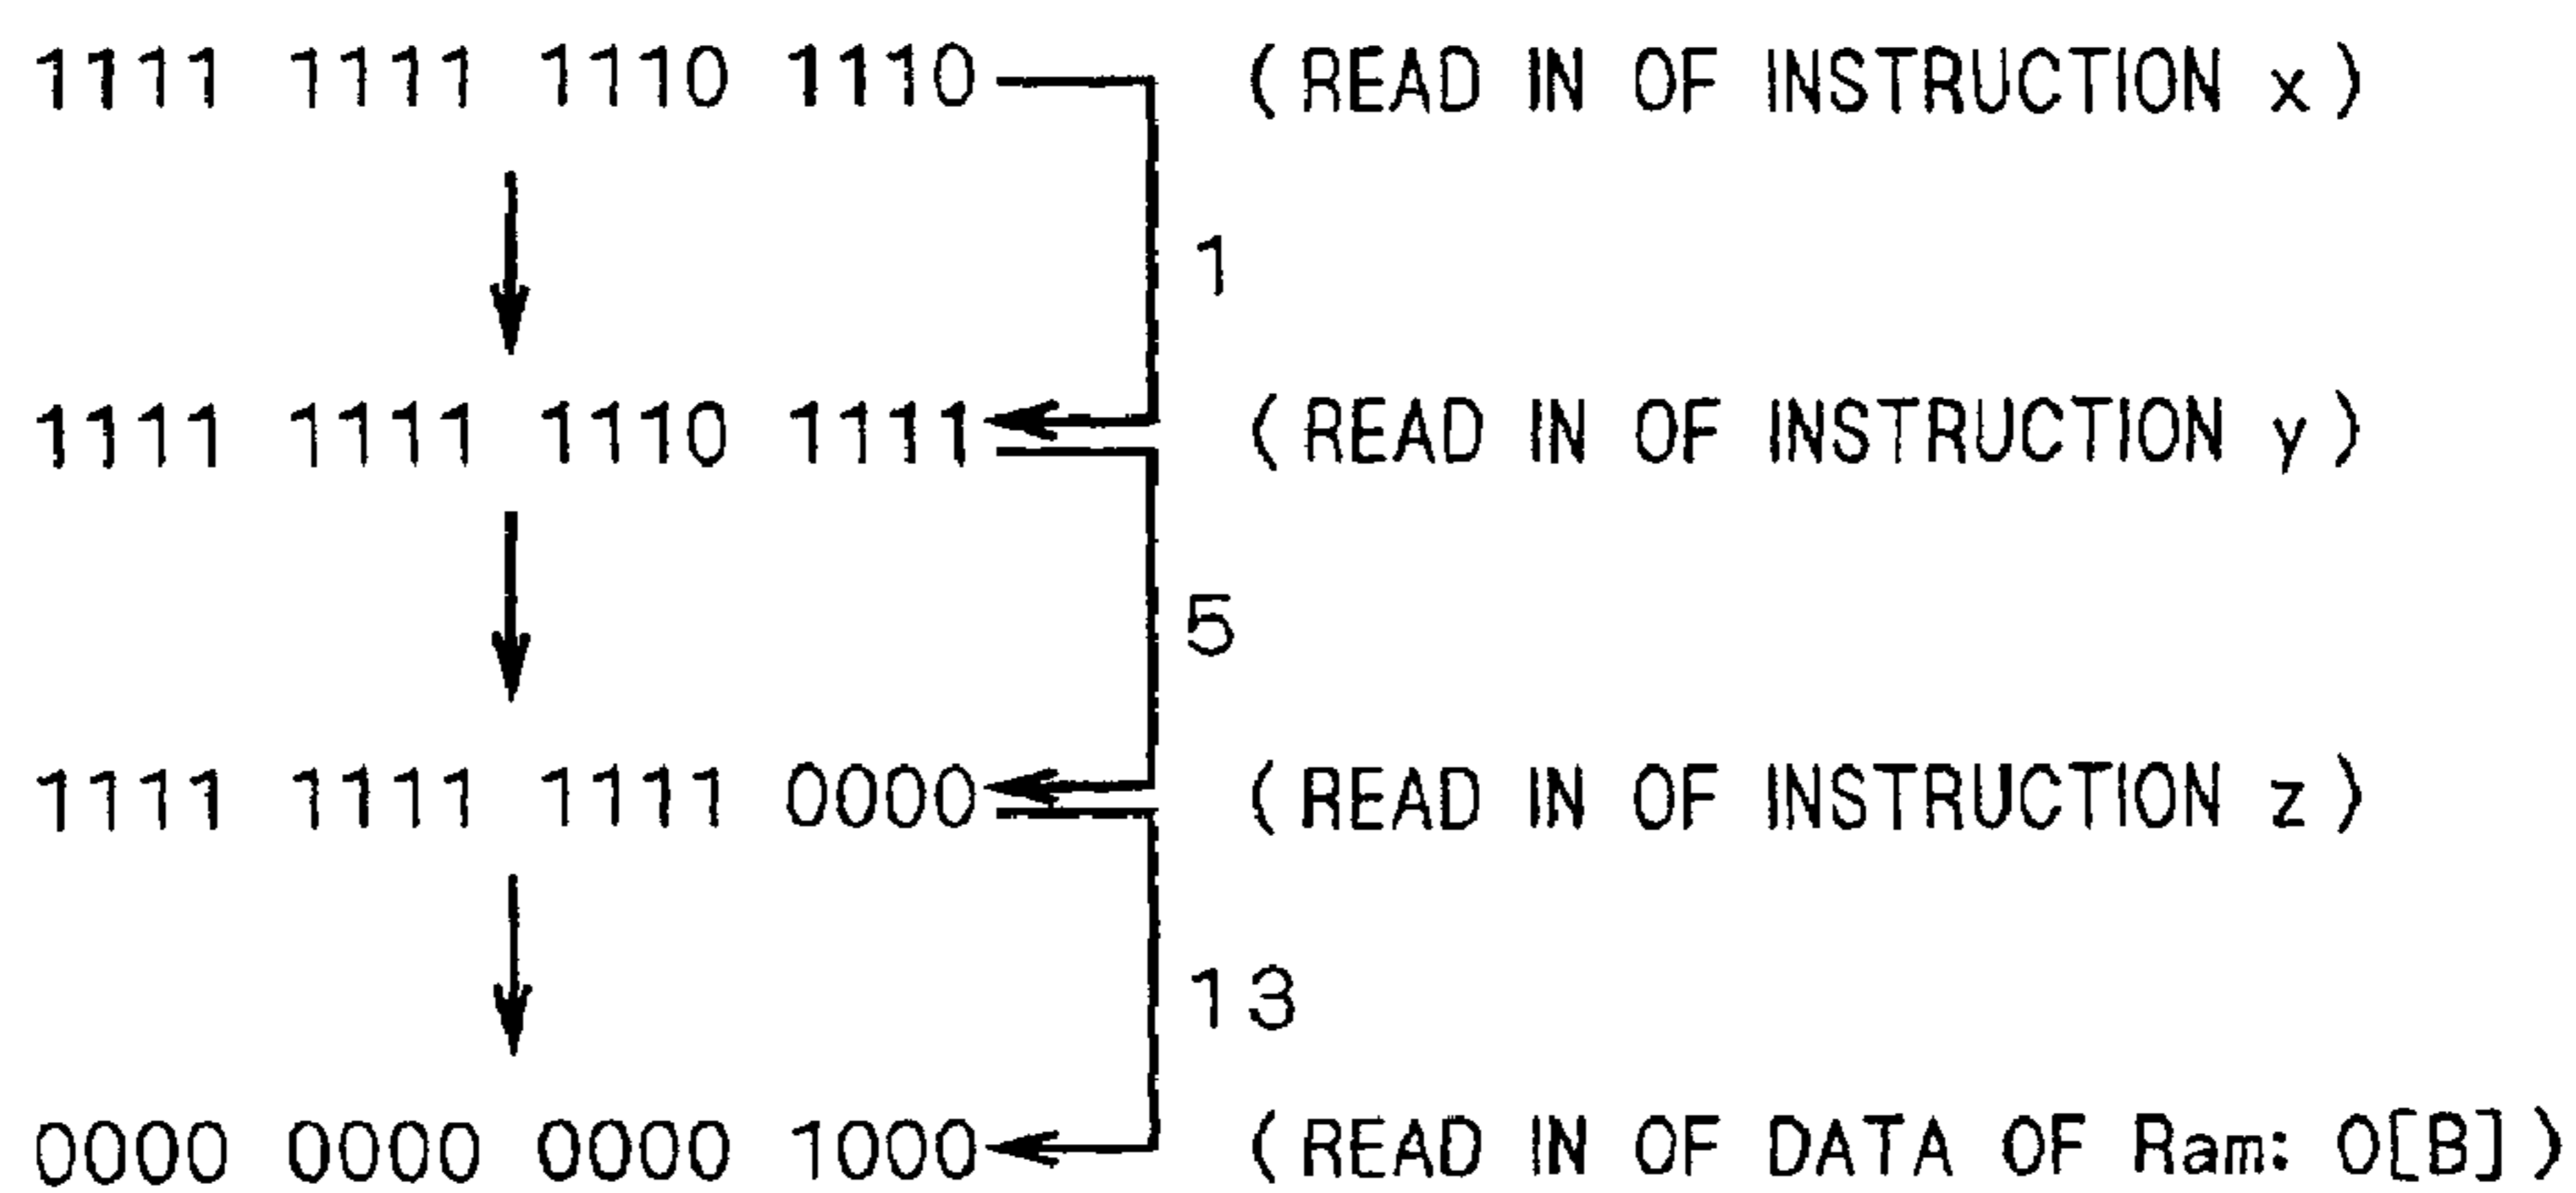 1111 1111 1110 1110 (READ IN OF INSTRUCTION x)
1
1111 1111 1110 1111 (READ IN OF INSTRUCTION y)
5
1111 1111 1111 0000 (READ IN OF INSTRUCTION z)
13
0000 0000 0000 1000 (READ IN OF DATA OF Ram: 0[B])